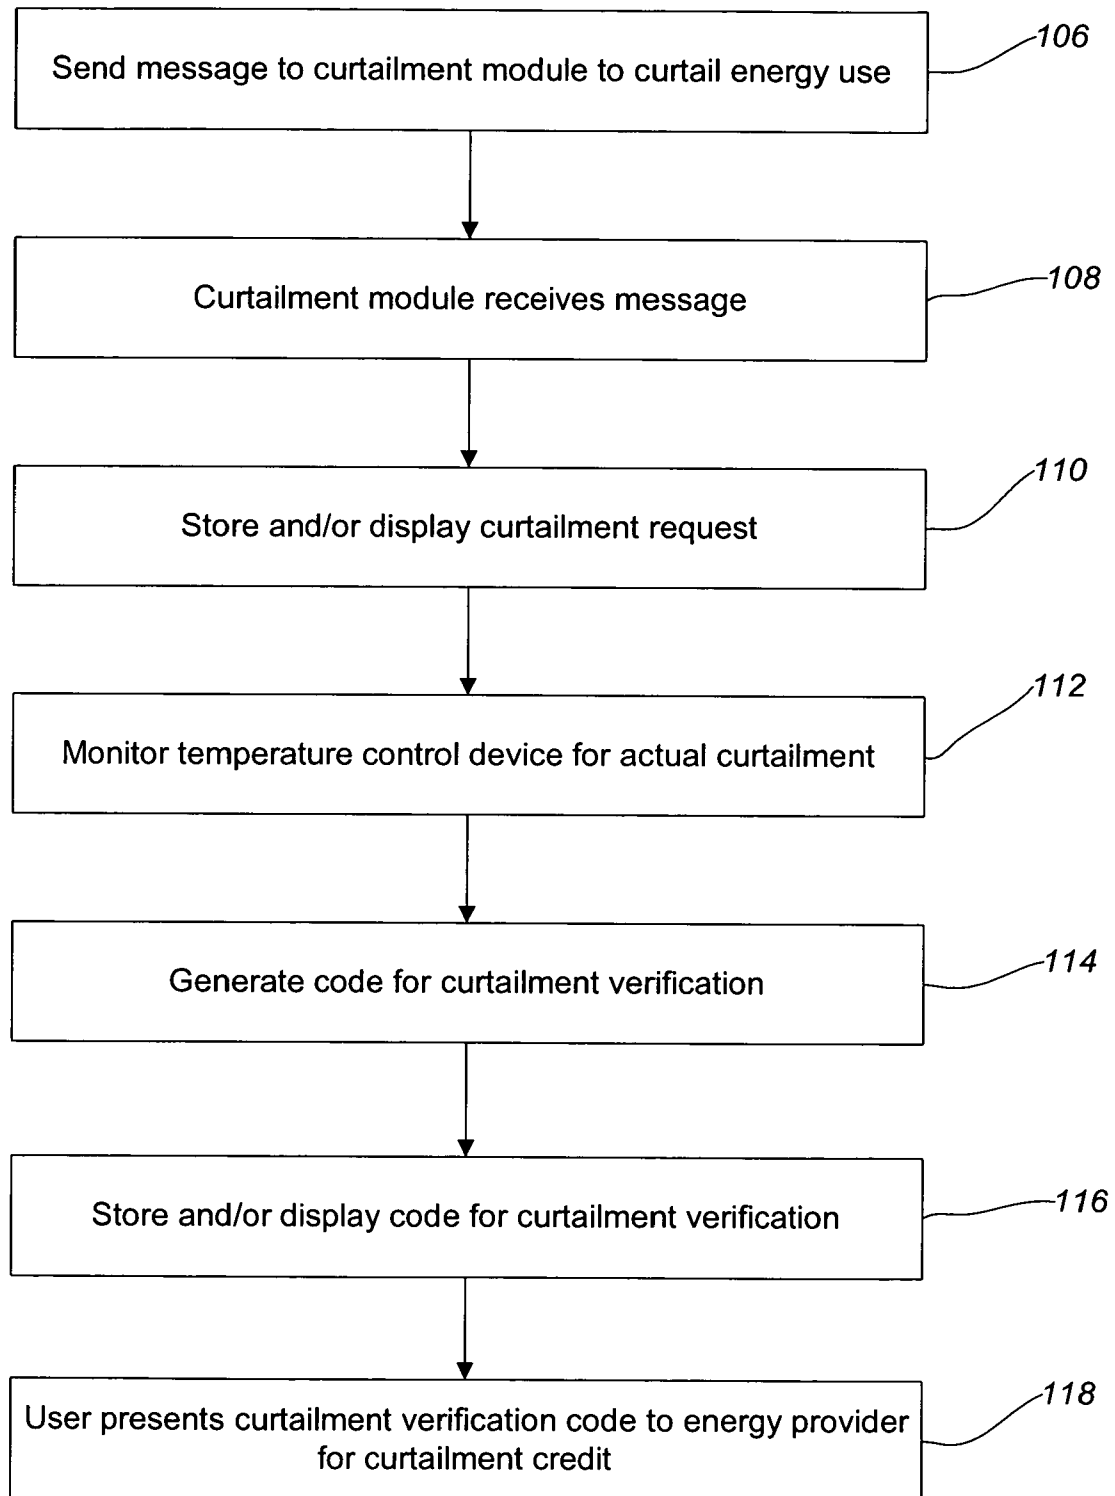 Send message to curtailment module to curtail energy use
106
Curtailment module receives message
108
Store and/or display curtailment request
110
Monitor temperature control device for actual curtailment
112
Generate code for curtailment verification
114
Store and/or display code for curtailment verification
116
User presents curtailment verification code to energy provider
for curtailment credit
118